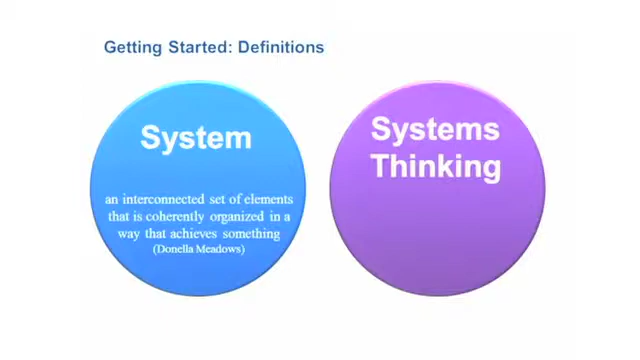 Getting Started: Definitions
System
an interconnected set of elements
that is coherently organized in a
way that achieves something
(Donella Meadows)
Systems
Thinking